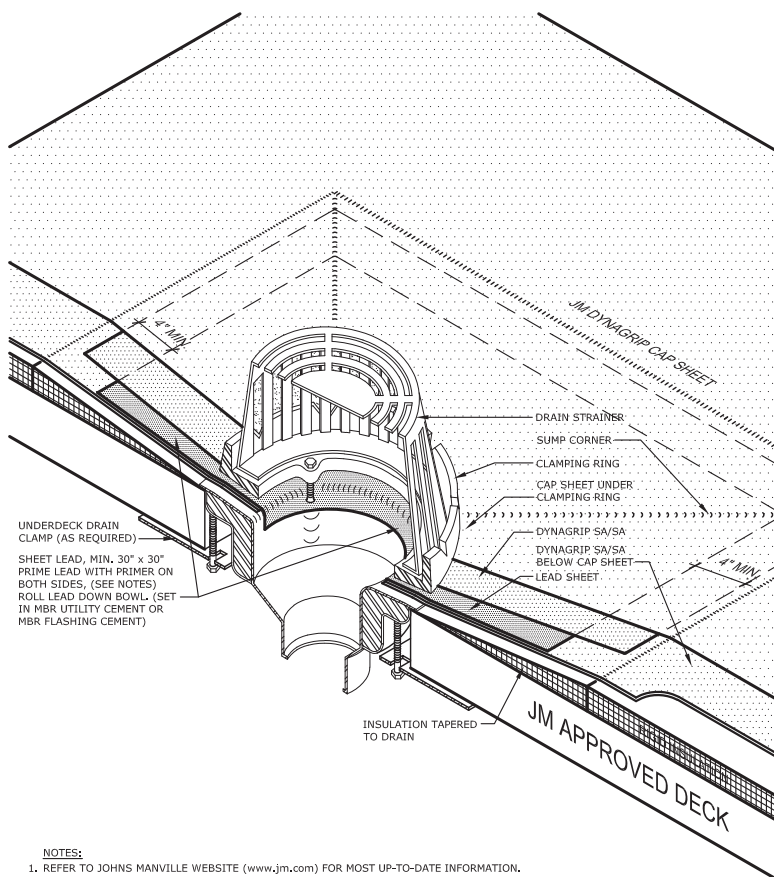 4" MIN.
JM DYNAGRIP CAP SHEET
DRAIN STRAINER
SUMP CORNER
CLAMPING RING
CAP SHEET UNDER
CLAMPING RING
DYNAGRIP SA/SA
DYNAGRIP SA/SA
BELOW CAP SHEET
LEAD SHEET
4" MIN.
UNDERDECK DRAIN
CLAMP (AS REQUIRED)
SHEET LEAD, MIN. 30" x 30"
PRIME LEAD WITH PRIMER ON
BOTH SIDES, (SEE NOTES)
ROLL LEAD DOWN BOWL. (SET
IN MBR UTILITY CEMENT OR
MBR FLASHING CEMENT)
INSULATION TAPERED
TO DRAIN
JM APPROVED DECK
NOTES:
1. REFER TO JOHNS MANVILLE WEBSITE (www.jm.com) FOR MOST UP-TO-DATE INFORMATION.